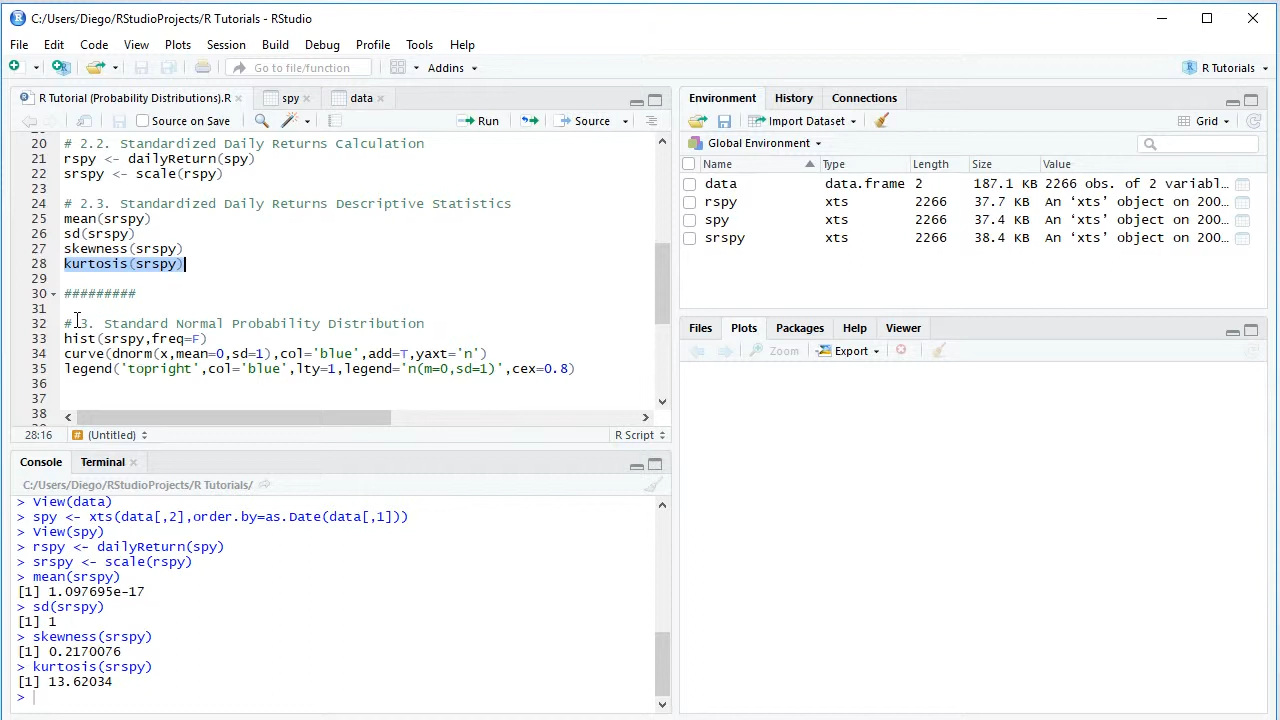 C:/Users/Diego/RStudioProjects/R Tutorials - RStudio
File Edit Code View Plots Session Build Debug Profile Tools Help
Go to file/function Addins R Tutorials
R Tutorial (Probability Distributions).R spy data
Source on Save Run Source
20 # 2.2. Standardized Daily Returns Calculation
21 rspy <- dailyReturn(spy)
22 srspy <- scale(rspy)
23
24 # 2.3. Standardized Daily Returns Descriptive Statistics
25 mean(srspy)
26 sd(srspy)
27 skewness(srspy)
28 kurtosis(srspy)
29
30 #########
31
32 # 3. Standard Normal Probability Distribution
33 hist(srspy,freq=F)
34 curve(dnorm(x,mean=0,sd=1),col='blue',add=T,yaxt='n')
35 legend('topright',col='blue',lty=1,legend='n(m=0,sd=1)',cex=0.8)
36
37
38
28:16 # (Untitled) R Script
Console Terminal
C:/Users/Diego/RStudioProjects/R Tutorials/
> View(data)
> spy <- xts(data[,2],order.by=as.Date(data[,1]))
> View(spy)
> rspy <- dailyReturn(spy)
> srspy <- scale(rspy)
> mean(srspy)
[1] 1.097695e-17
> sd(srspy)
[1] 1
> skewness(srspy)
[1] 0.2170076
> kurtosis(srspy)
[1] 13.62034
>
Environment History Connections
Import Dataset Grid
Global Environment
Name Type Length Size Value
data data.frame 2 187.1 KB 2266 obs. of 2 variabl…
rspy xts 2266 37.7 KB An ‘xts’ object on 200…
spy xts 2266 37.4 KB An ‘xts’ object on 200…
srspy xts 2266 38.4 KB An ‘xts’ object on 200…
Files Plots Packages Help Viewer
Zoom Export